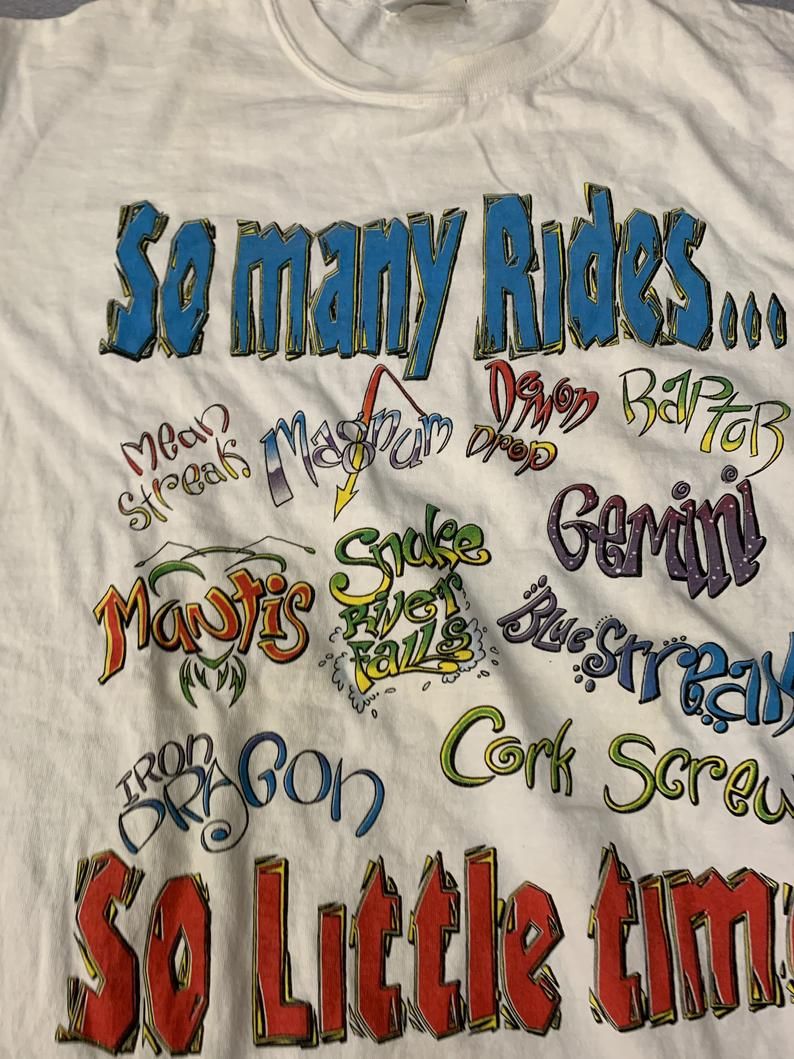 So many Rides...
Mean Streak
Magnum
Demon Drop
Raptor
Gemini
Mantis
Snake River Falls
Blue Streak
Iron Dragon
Cork Screw
So Little tim